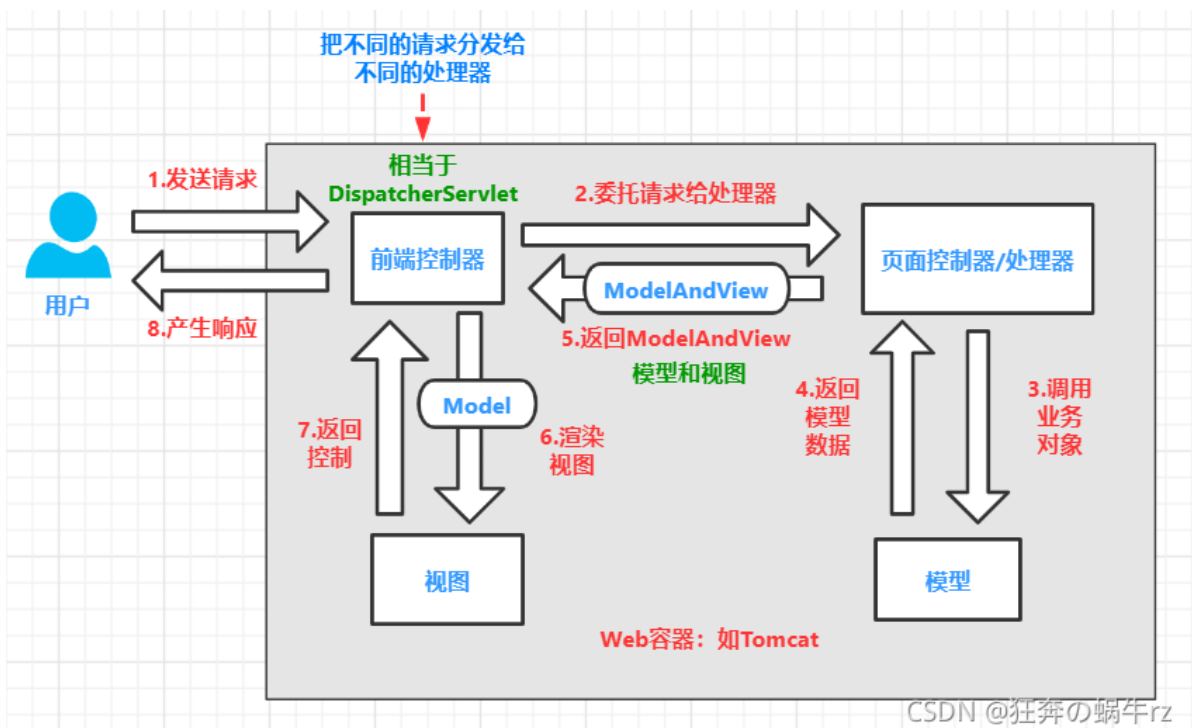 把不同的请求分发给
不同的处理器
相当于
DispatcherServlet
1.发送请求
2.委托请求给处理器
前端控制器
页面控制器/处理器
ModelAndView
用户
8.产生响应
5.返回ModelAndView
模型和视图
Model
4.返回
模型
数据
3.调用
业务
对象
7.返回
控制
6.渲染
视图
视图
模型
Web容器：如Tomcat
CSDN @狂奔の蜗牛rz